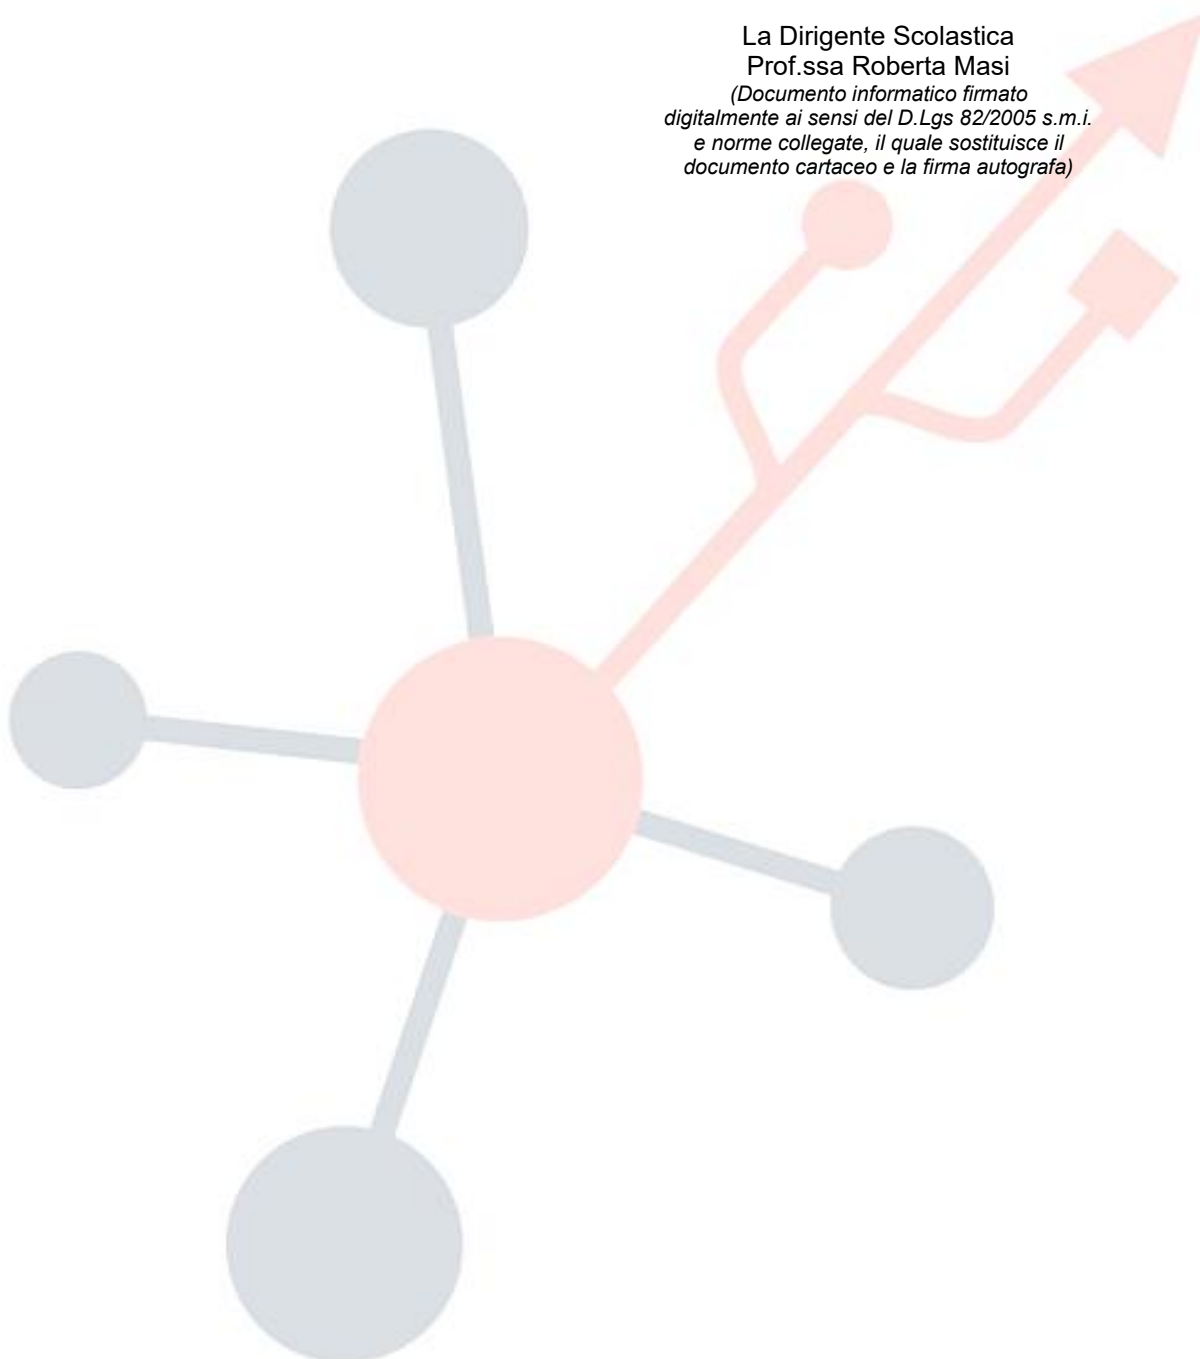 La Dirigente Scolastica
Prof.ssa Roberta Masi
(Documento informatico firmato
digitalmente ai sensi del D.Lgs 82/2005 s.m.i.
e norme collegate, il quale sostituisce il
documento cartaceo e la firma autografa)